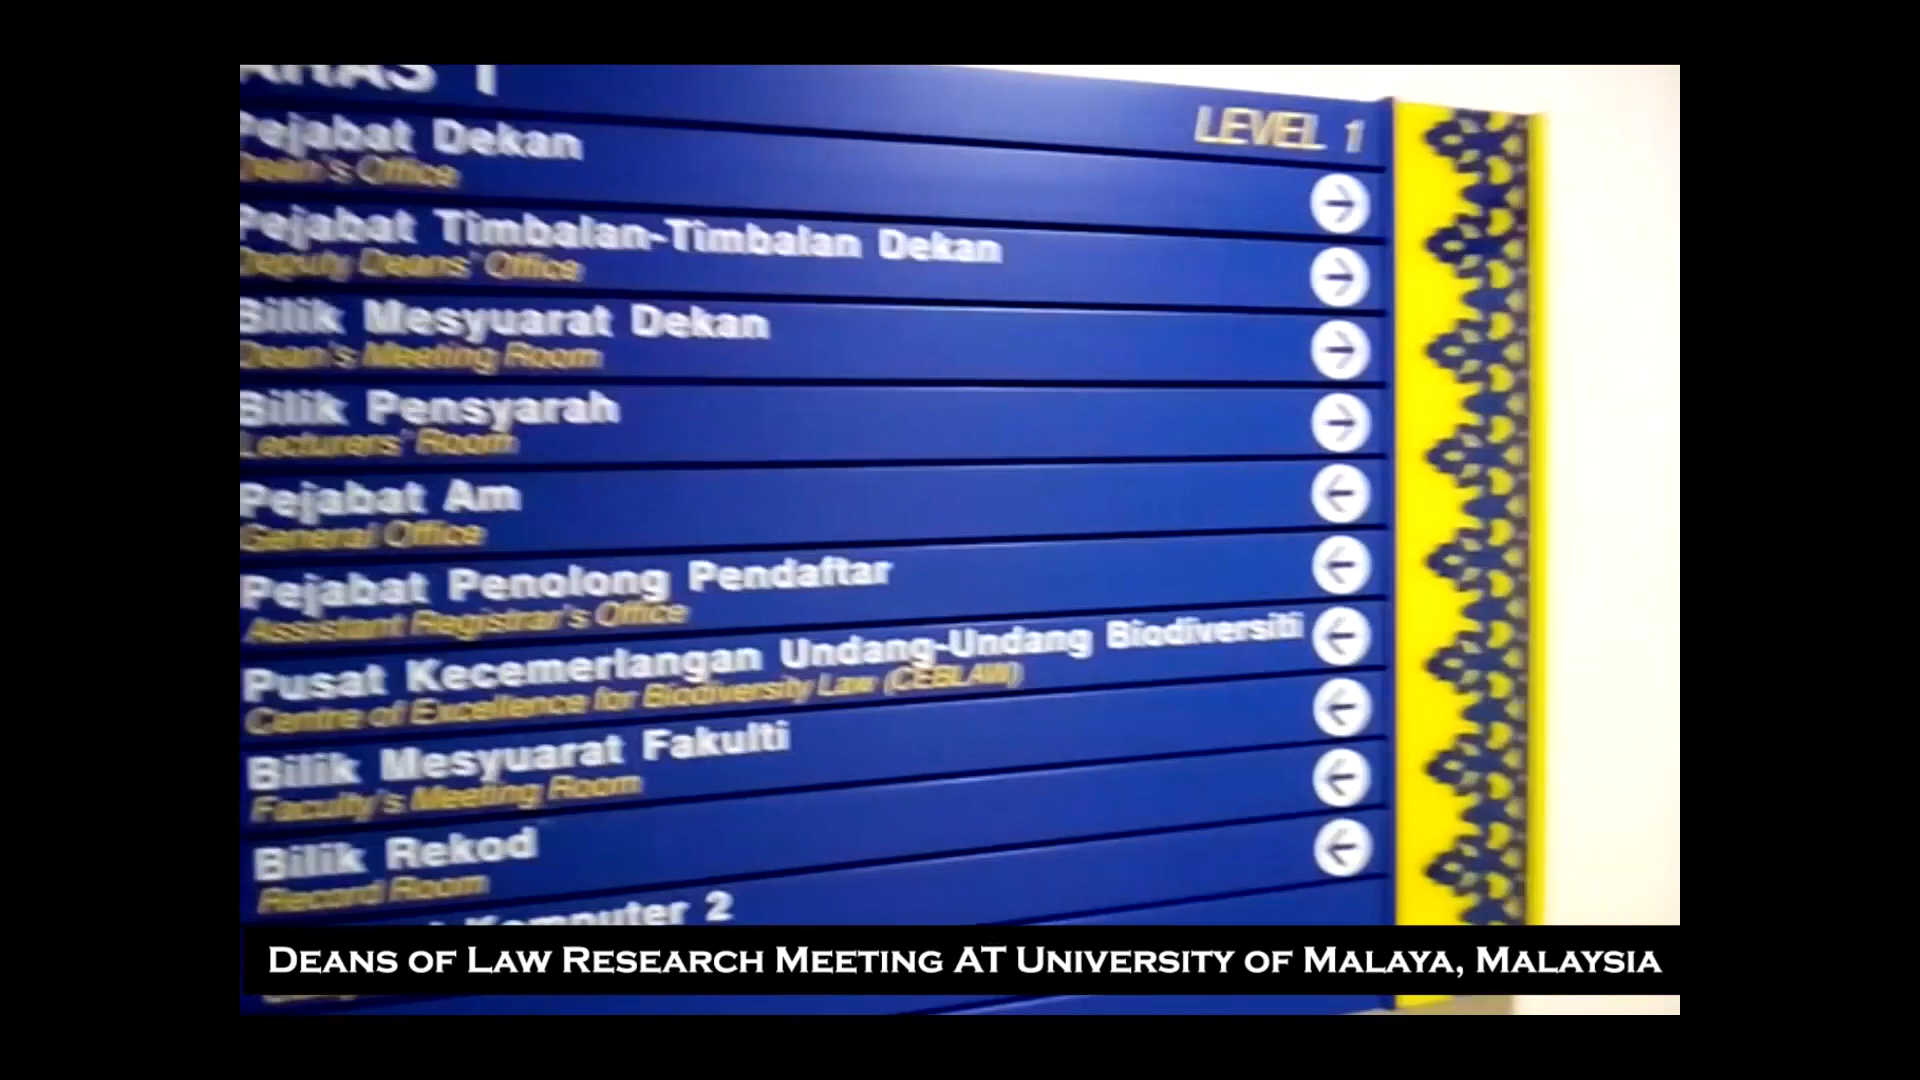 ARAS 1
LEVEL 1
Pejabat Dekan
Dean's Office
Pejabat Timbalan-Timbalan Dekan
Deputy Deans' Office
Bilik Mesyuarat Dekan
Dean's Meeting Room
Bilik Pensyarah
Lecturers' Room
Pejabat Am
General Office
Pejabat Penolong Pendaftar
Assistant Registrar's Office
Pusat Kecemerlangan Undang-Undang Biodiversiti
Centre of Excellence for Biodiversity Law (CEBLAW)
Bilik Mesyuarat Fakulti
Faculty's Meeting Room
Bilik Rekod
Record Room
Komputer 2
DEANS OF LAW RESEARCH MEETING AT UNIVERSITY OF MALAYA, MALAYSIA